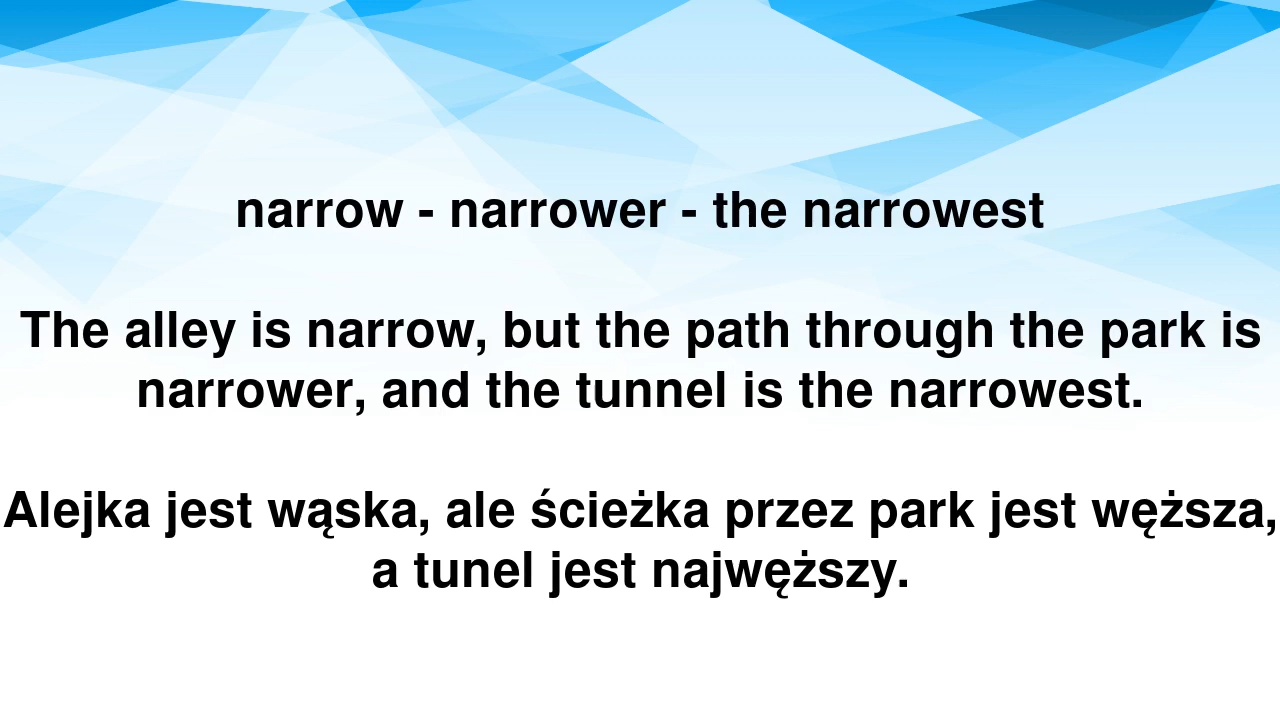 narrow - narrower - the narrowest
The alley is narrow, but the path through the park is
narrower, and the tunnel is the narrowest.
Alejka jest wąska, ale ścieżka przez park jest węższa,
a tunel jest najwęższy.